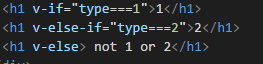 <h1 v-if="type===1">1</h1>
<h1 v-else-if="type===2">2</h1>
<h1 v-else> not 1 or 2</h1>